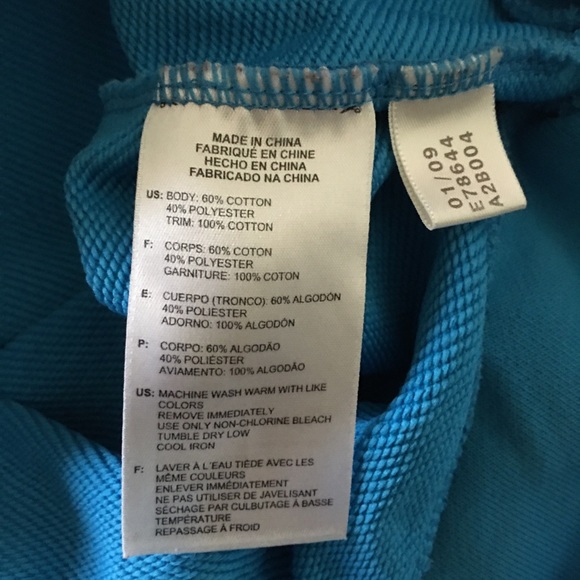 MADE IN CHINA
FABRIQUÉ EN CHINE
HECHO EN CHINA
FABRICADO NA CHINA
US: BODY: 60% COTTON
40% POLYESTER
TRIM: 100% COTTON
F: CORPS: 60% COTON
40% POLYESTER
GARNITURE: 100% COTON
E: CUERPO (TRONCO): 60% ALGODÓN
40% POLIESTER
ADORNO: 100% ALGODÓN
P: CORPO: 60% ALGODÃO
40% POLIÉSTER
AVIAMENTO: 100% ALGODÃO
US: MACHINE WASH WARM WITH LIKE
COLORS
REMOVE IMMEDIATELY
USE ONLY NON-CHLORINE BLEACH
TUMBLE DRY LOW
COOL IRON
F: LAVER À L'EAU TIÈDE AVEC LES
MÊME COULEURS
ENLEVER IMMÉDIATEMENT
NE PAS UTILISER DE JAVELISANT
SÉCHAGE PAR CULBUTAGE À BASSE
TEMPÉRATURE
REPASSAGE À FROID
01/09
E78644
A2B004